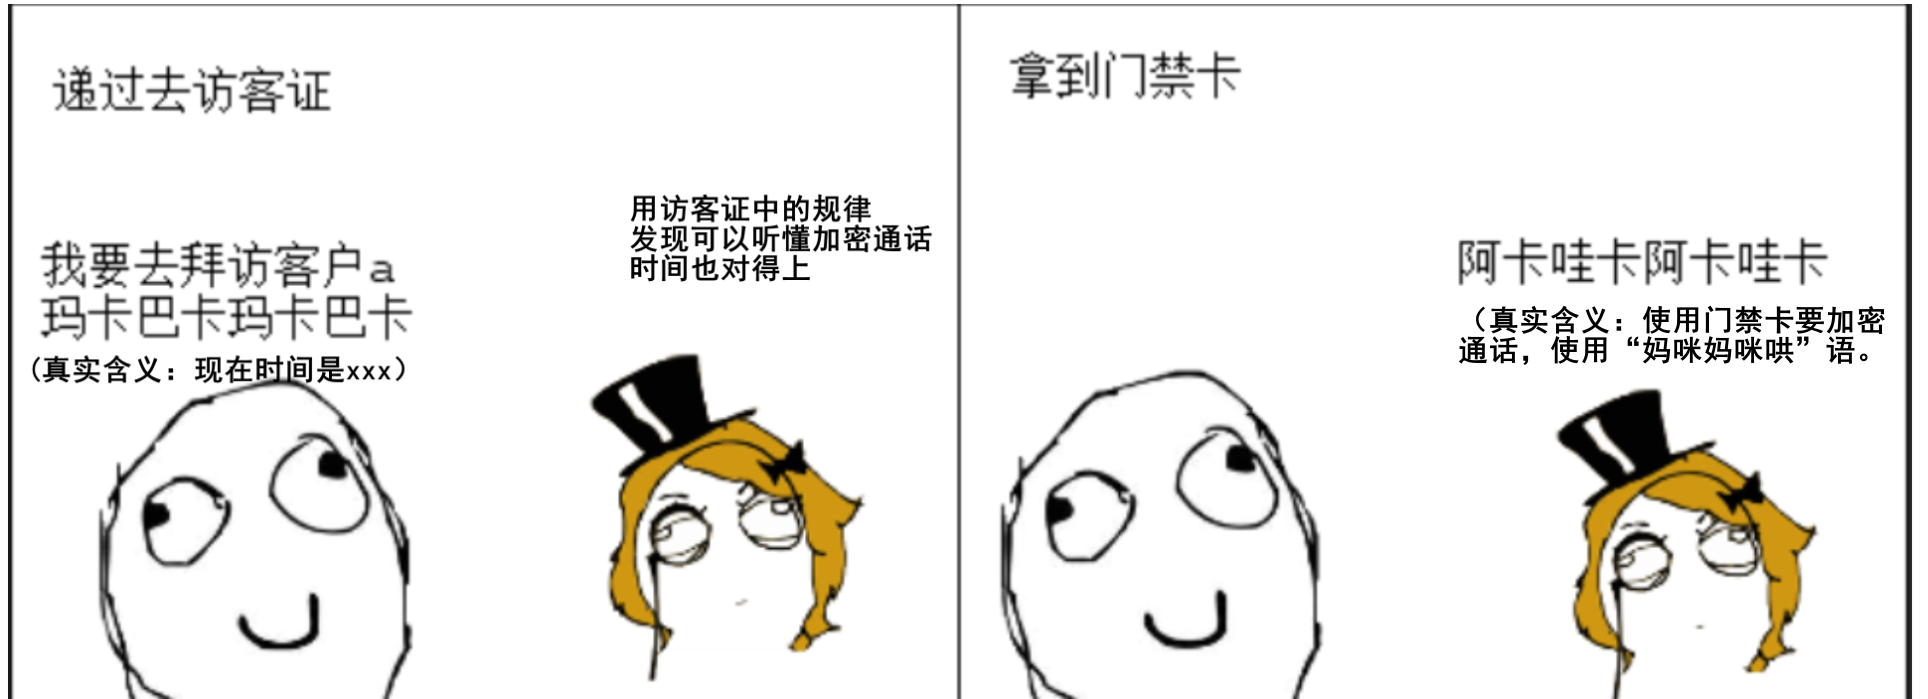 递过去访客证
我要去拜访客户a
玛卡巴卡玛卡巴卡
(真实含义：现在时间是xxx）
用访客证中的规律
发现可以听懂加密通话
时间也对得上
拿到门禁卡
阿卡哇卡阿卡哇卡
（真实含义：使用门禁卡要加密
通话，使用“妈咪妈咪哄”语。